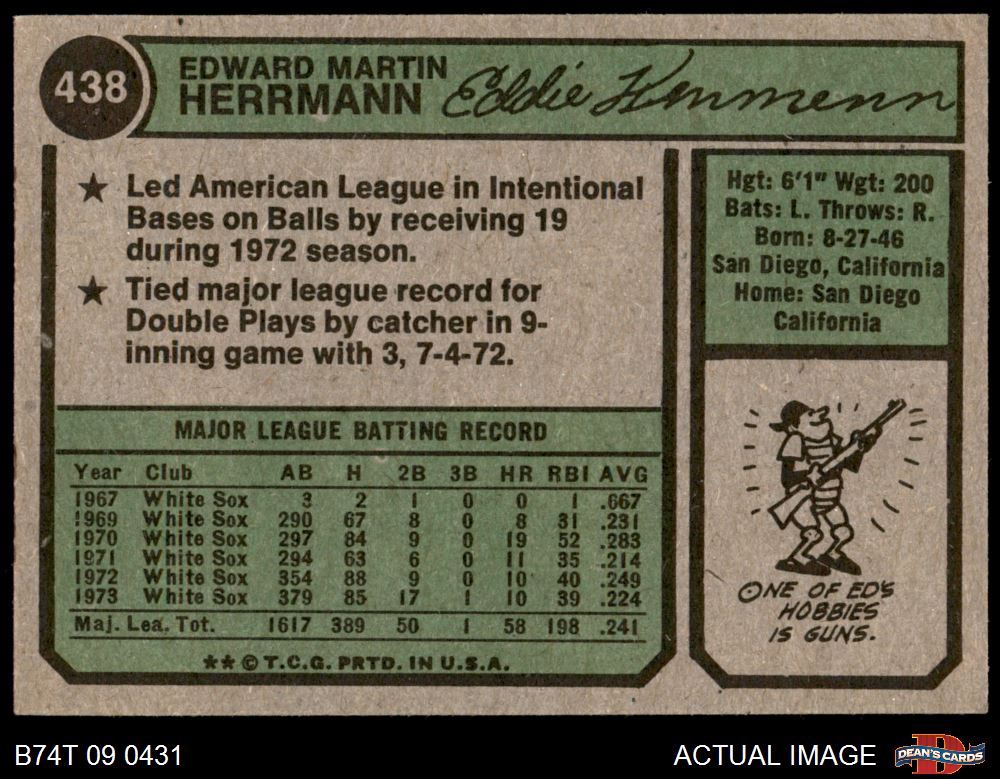 438
EDWARD MARTIN
HERRMANN
Eddie Herrmann
★ Led American League in Intentional
Bases on Balls by receiving 19
during 1972 season.
★ Tied major league record for
Double Plays by catcher in 9-
inning game with 3, 7-4-72.
Hgt: 6'1" Wgt: 200
Bats: L. Throws: R.
Born: 8-27-46
San Diego, California
Home: San Diego
California
MAJOR LEAGUE BATTING RECORD
Year Club AB H 2B 3B HR RBI AVG
1967 White Sox 3 2 1 0 0 1 .667
1969 White Sox 290 67 8 0 8 31 .231
1970 White Sox 297 84 9 0 19 52 .283
1971 White Sox 294 63 6 0 11 35 .214
1972 White Sox 354 88 9 0 10 40 .249
1973 White Sox 379 85 17 1 10 39 .224
Maj. Lea. Tot. 1617 389 50 1 58 198 .241
** © T.C.G. PRTD. IN U.S.A.
ONE OF ED'S
HOBBIES
IS GUNS.
B74T 09 0431
ACTUAL IMAGE
DEAN'S CARDS